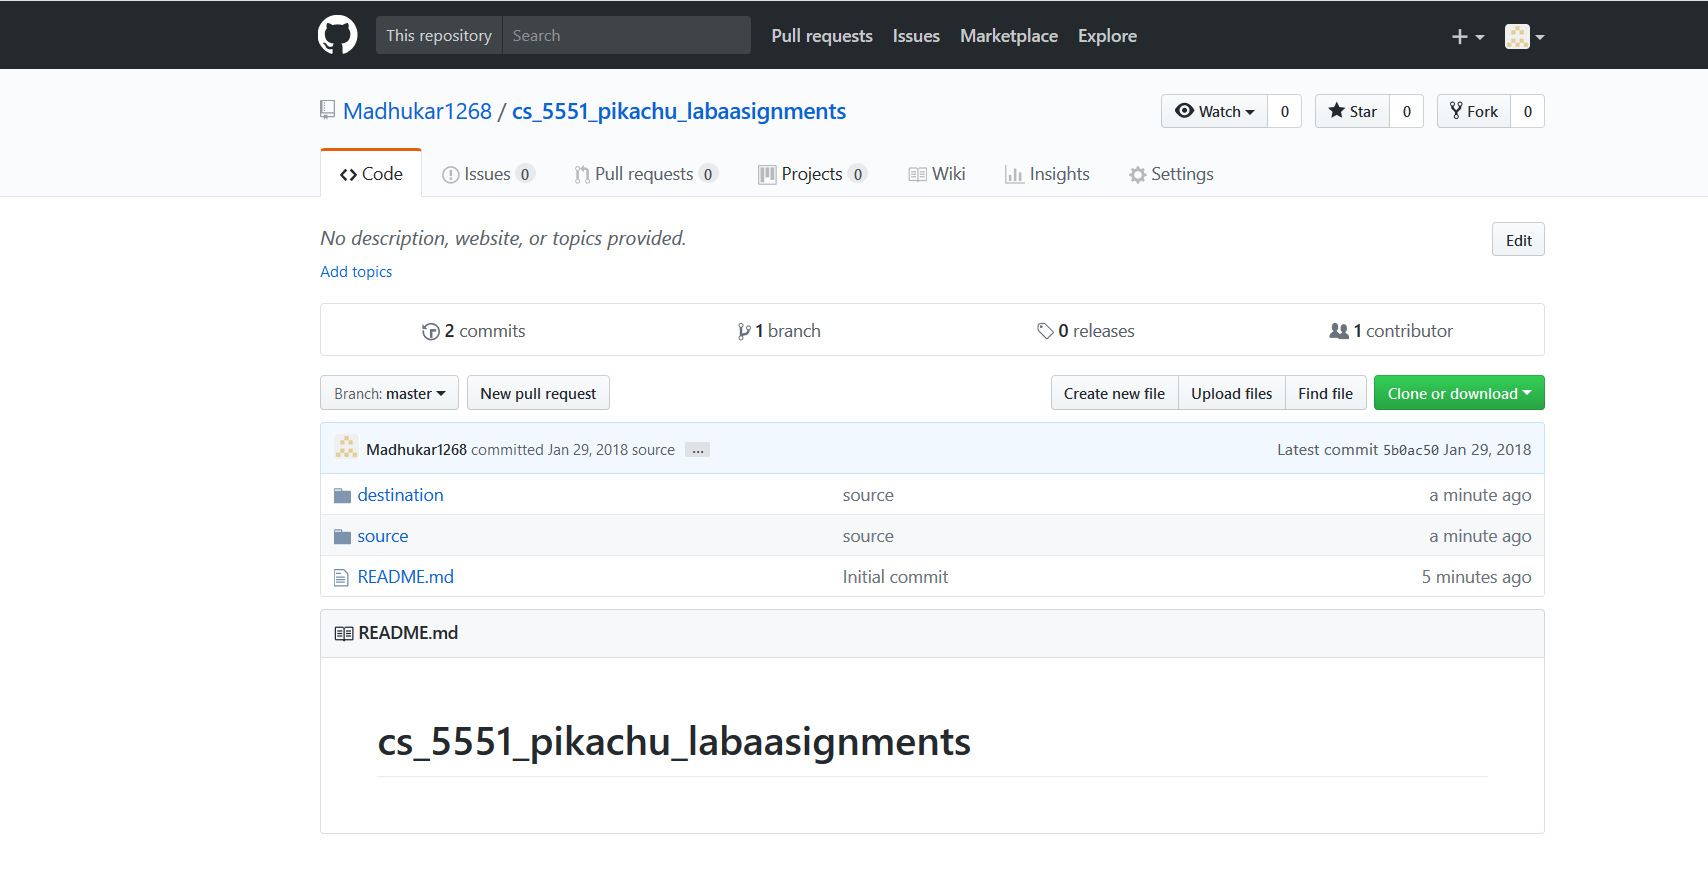 This repository Search Pull requests Issues Marketplace Explore
Madhukar1268 / cs_5551_pikachu_labaasignments Watch 0 Star 0 Fork 0
Code Issues 0 Pull requests 0 Projects 0 Wiki Insights Settings
No description, website, or topics provided. Edit
Add topics
2 commits 1 branch 0 releases 1 contributor
Branch: master New pull request Create new file Upload files Find file Clone or download
Madhukar1268 committed Jan 29, 2018 source ... Latest commit 5b0ac50 Jan 29, 2018
destination source a minute ago
source source a minute ago
README.md Initial commit 5 minutes ago
README.md
cs_5551_pikachu_labaasignments